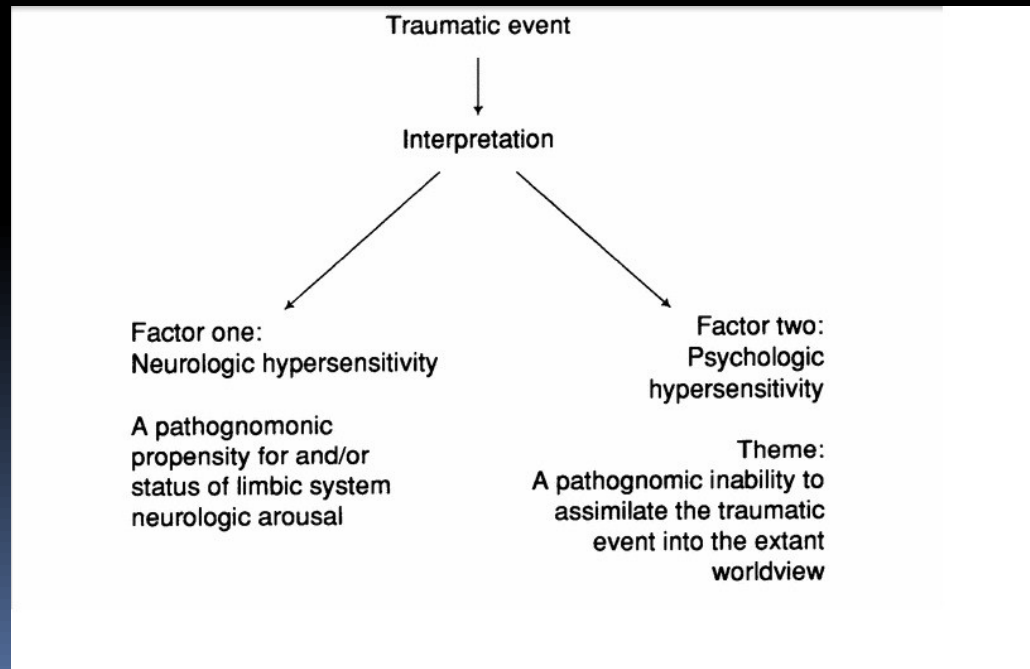 Traumatic event
Interpretation
Factor one:
Neurologic hypersensitivity
A pathognomonic
propensity for and/or
status of limbic system
neurologic arousal
Factor two:
Psychologic
hypersensitivity
Theme:
A pathognomic inability to
assimilate the traumatic
event into the extant
worldview